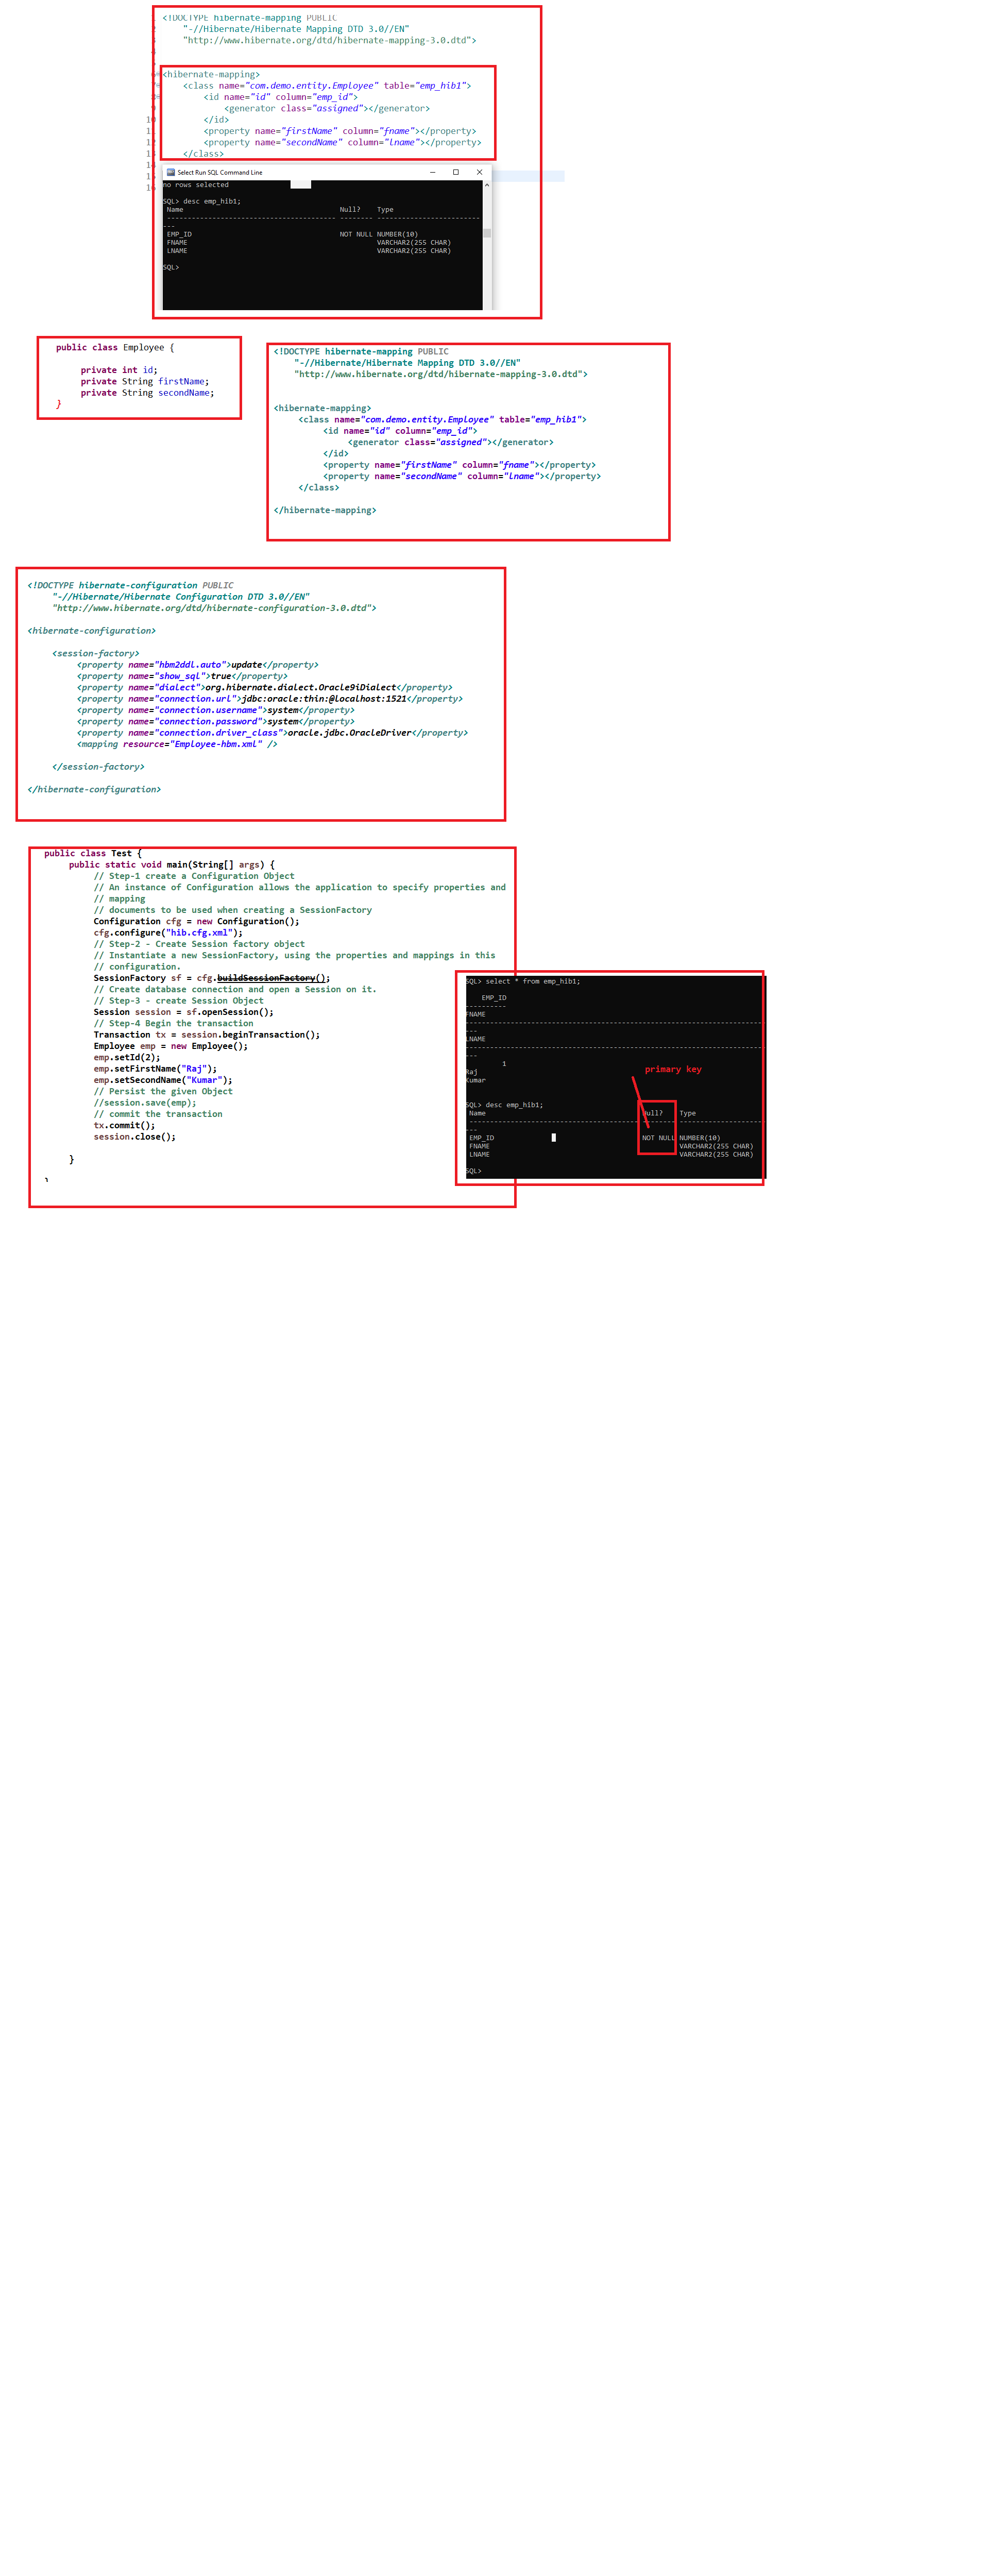 <!DOCTYPE hibernate-mapping PUBLIC
2 "-//Hibernate/Hibernate Mapping DTD 3.0//EN"
3 "http://www.hibernate.org/dtd/hibernate-mapping-3.0.dtd">
<hibernate-mapping>
<class name="com.demo.entity.Employee" table="emp_hib1">
<id name="id" column="emp_id">
<generator class="assigned"></generator>
10 </id>
11 <property name="firstName" column="fname"></property>
12 <property name="secondName" column="lname"></property>
13 </class>
14
15
16
Select Run SQL Command Line
no rows selected
SQL> desc emp_hib1;
Name Null? Type
----------------------------------------- -------- -------------------------
---
EMP_ID NOT NULL NUMBER(10)
FNAME VARCHAR2(255 CHAR)
LNAME VARCHAR2(255 CHAR)
SQL>
public class Employee {
private int id;
private String firstName;
private String secondName;
}
<!DOCTYPE hibernate-mapping PUBLIC
"-//Hibernate/Hibernate Mapping DTD 3.0//EN"
"http://www.hibernate.org/dtd/hibernate-mapping-3.0.dtd">
<hibernate-mapping>
<class name="com.demo.entity.Employee" table="emp_hib1">
<id name="id" column="emp_id">
<generator class="assigned"></generator>
</id>
<property name="firstName" column="fname"></property>
<property name="secondName" column="lname"></property>
</class>
</hibernate-mapping>
<!DOCTYPE hibernate-configuration PUBLIC
"-//Hibernate/Hibernate Configuration DTD 3.0//EN"
"http://www.hibernate.org/dtd/hibernate-configuration-3.0.dtd">
<hibernate-configuration>
<session-factory>
<property name="hbm2ddl.auto">update</property>
<property name="show_sql">true</property>
<property name="dialect">org.hibernate.dialect.Oracle9iDialect</property>
<property name="connection.url">jdbc:oracle:thin:@localhost:1521</property>
<property name="connection.username">system</property>
<property name="connection.password">system</property>
<property name="connection.driver_class">oracle.jdbc.OracleDriver</property>
<mapping resource="Employee-hbm.xml" />
</session-factory>
</hibernate-configuration>
public class Test {
public static void main(String[] args) {
// Step-1 create a Configuration Object
// An instance of Configuration allows the application to specify properties and
// mapping
// documents to be used when creating a SessionFactory
Configuration cfg = new Configuration();
cfg.configure("hib.cfg.xml");
// Step-2 - Create Session factory object
// Instantiate a new SessionFactory, using the properties and mappings in this
// configuration.
SessionFactory sf = cfg.buildSessionFactory();
// Create database connection and open a Session on it.
// Step-3 - create Session Object
Session session = sf.openSession();
// Step-4 Begin the transaction
Transaction tx = session.beginTransaction();
Employee emp = new Employee();
emp.setId(2);
emp.setFirstName("Raj");
emp.setSecondName("Kumar");
// Persist the given Object
//session.save(emp);
// commit the transaction
tx.commit();
session.close();
}
}
SQL> select * from emp_hib1;
EMP_ID
----------
FNAME
--------------------------------------------------------------------------------
---
LNAME
--------------------------------------------------------------------------------
---
1
Raj
Kumar
primary key
SQL> desc emp_hib1;
Name Null? Type
--------------------------------------------------------------------------------
---
EMP_ID NOT NULL NUMBER(10)
FNAME VARCHAR2(255 CHAR)
LNAME VARCHAR2(255 CHAR)
SQL>